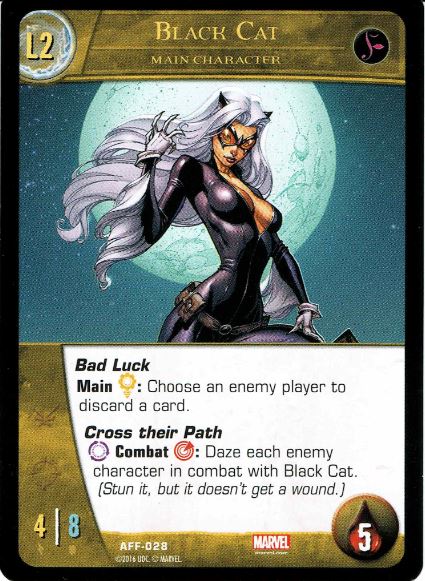 L2
BLACK CAT
MAIN CHARACTER
Bad Luck
Main : Choose an enemy player to
discard a card.
Cross their Path
Combat : Daze each enemy
character in combat with Black Cat.
(Stun it, but it doesn't get a wound.)
4 | 8
AFF-028
©2016 UDC. © MARVEL.
MARVEL
5